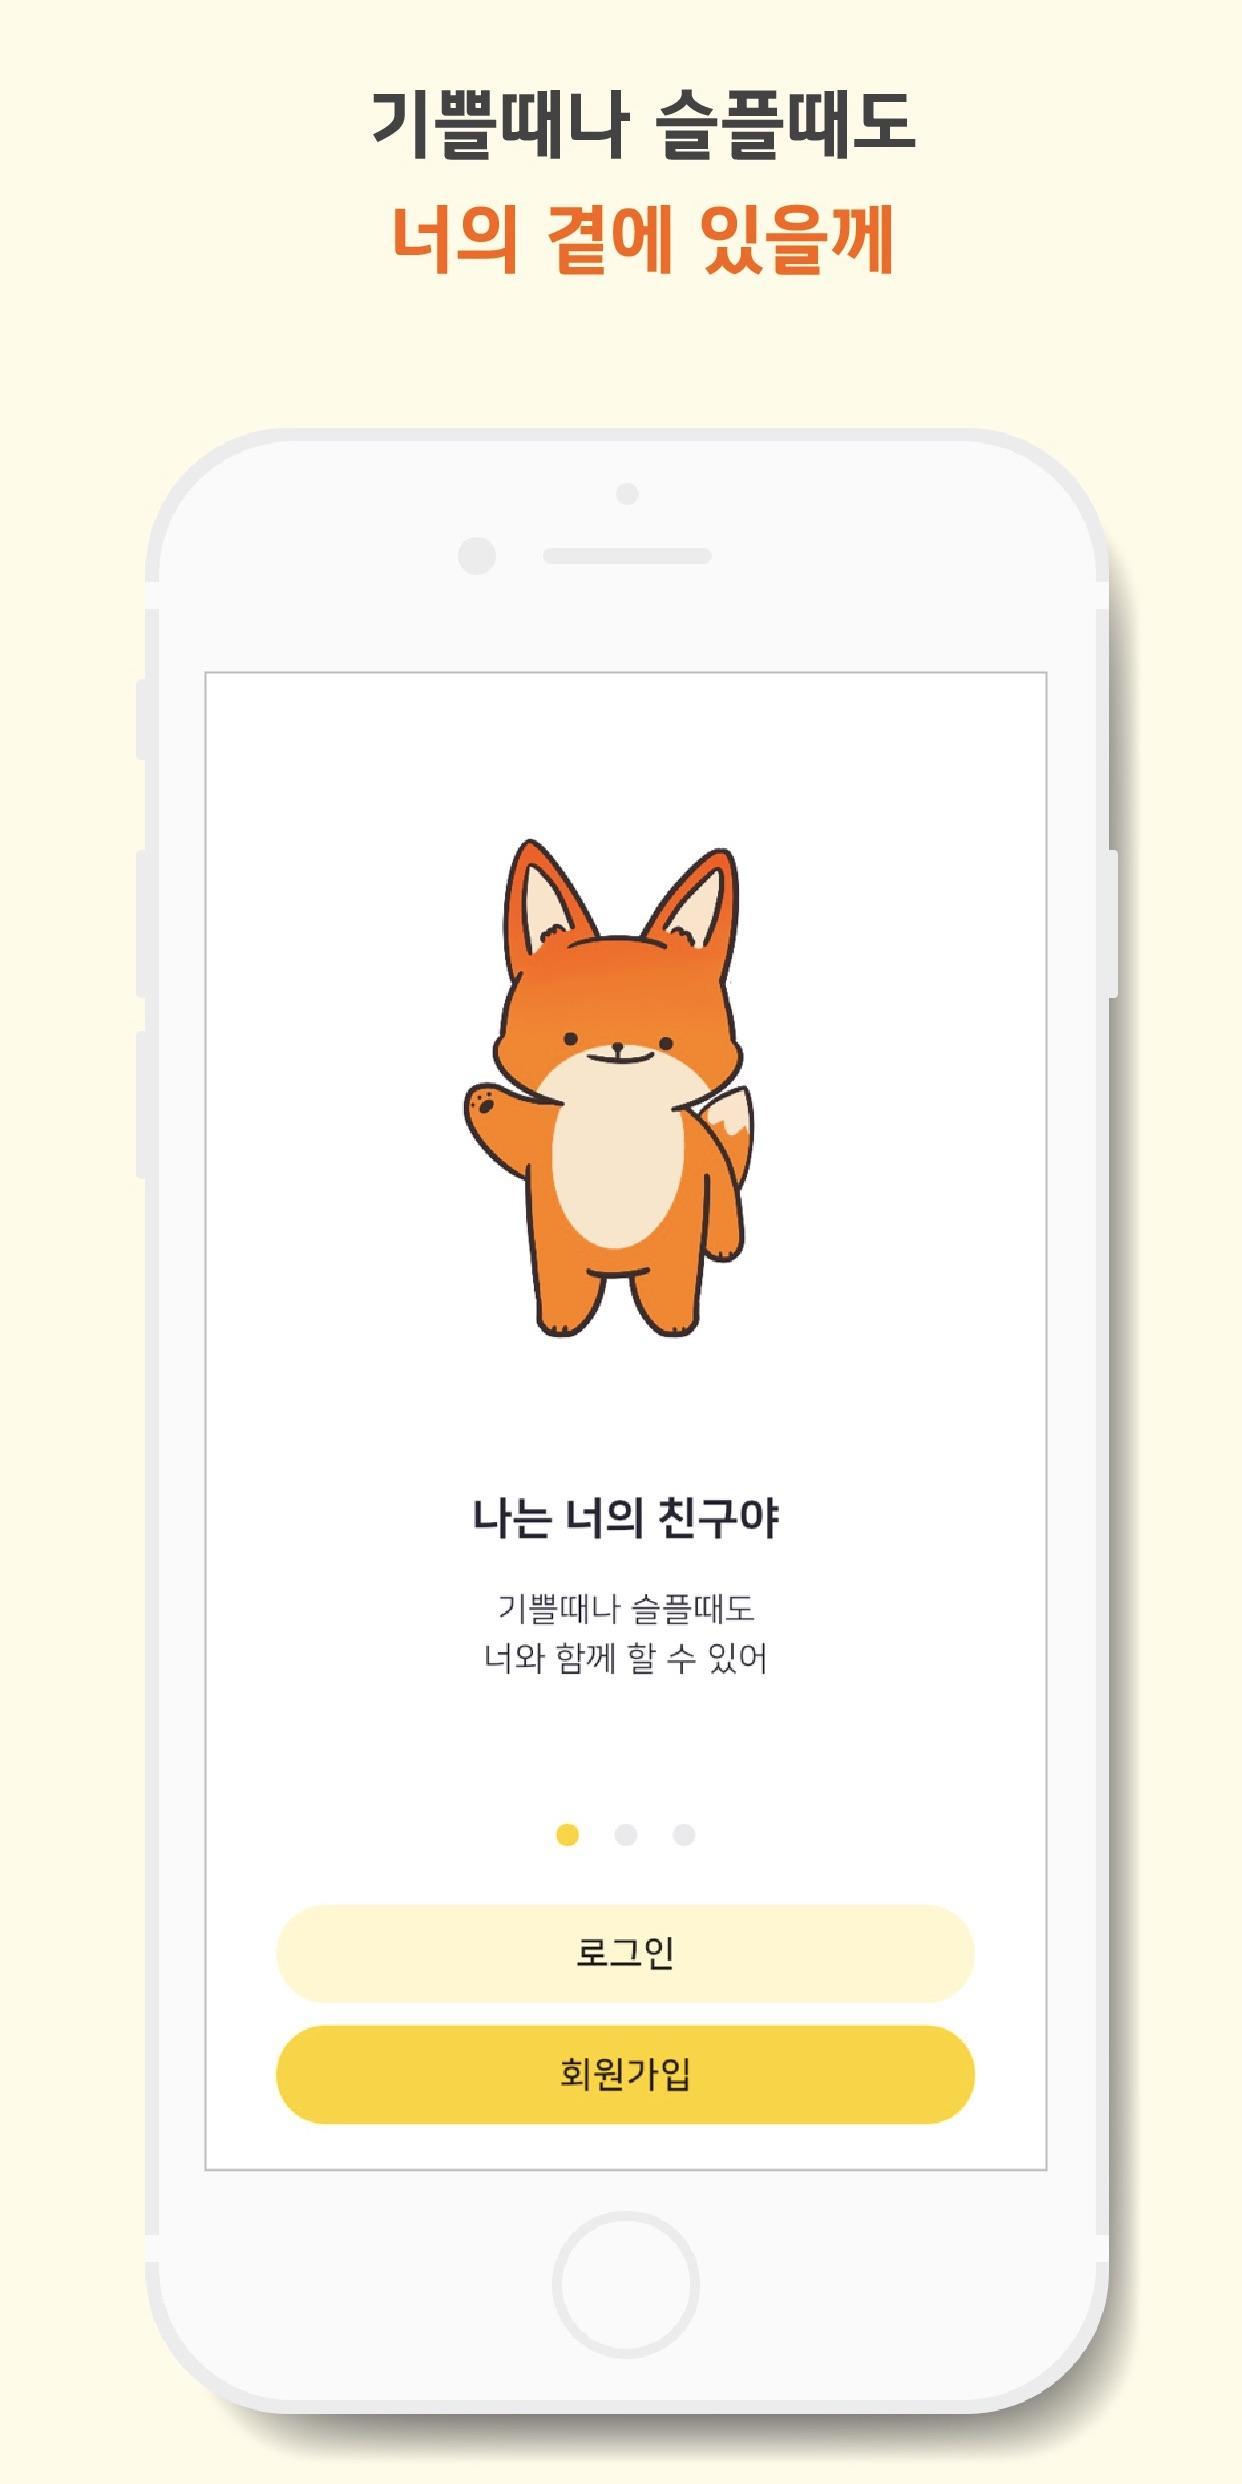 기쁠때나 슬플때도
너의 곁에 있을께
나는 너의 친구야
기쁠때나 슬플때도
너와 함께 할 수 있어
로그인
회원가입